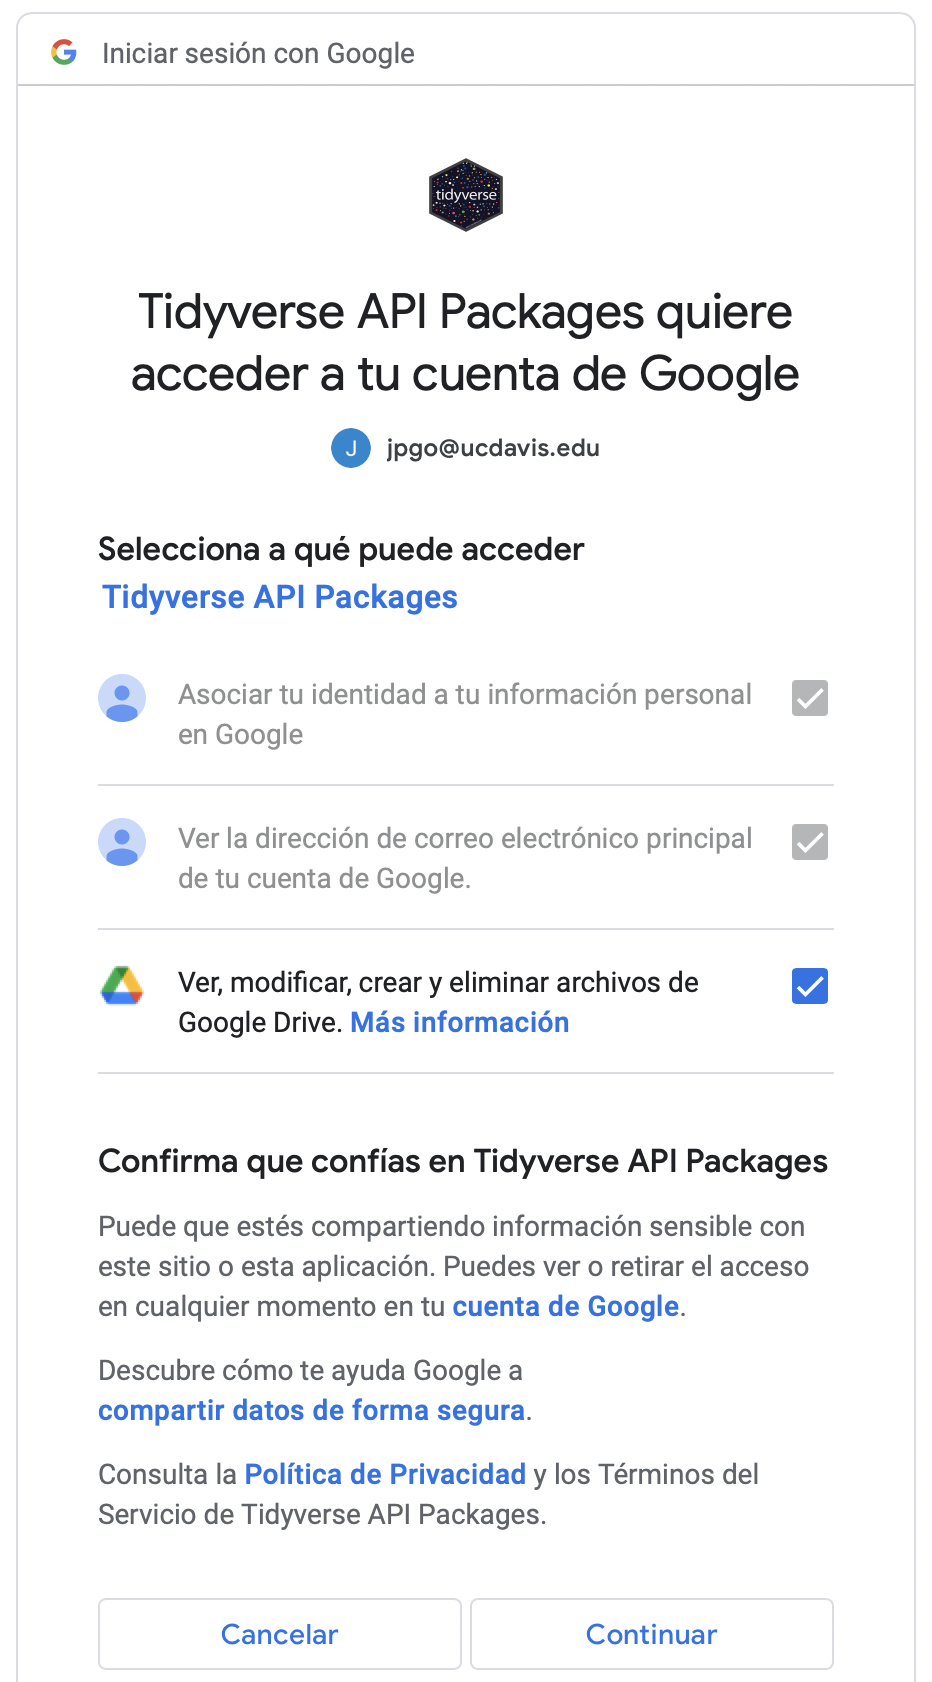 Iniciar sesión con Google
tidyverse
Tidyverse API Packages quiere
acceder a tu cuenta de Google
J jpgo@ucdavis.edu
Selecciona a qué puede acceder
Tidyverse API Packages
Asociar tu identidad a tu información personal
en Google
Ver la dirección de correo electrónico principal
de tu cuenta de Google.
Ver, modificar, crear y eliminar archivos de
Google Drive. Más información
Confirma que confías en Tidyverse API Packages
Puede que estés compartiendo información sensible con
este sitio o esta aplicación. Puedes ver o retirar el acceso
en cualquier momento en tu cuenta de Google.
Descubre cómo te ayuda Google a
compartir datos de forma segura.
Consulta la Política de Privacidad y los Términos del
Servicio de Tidyverse API Packages.
Cancelar Continuar